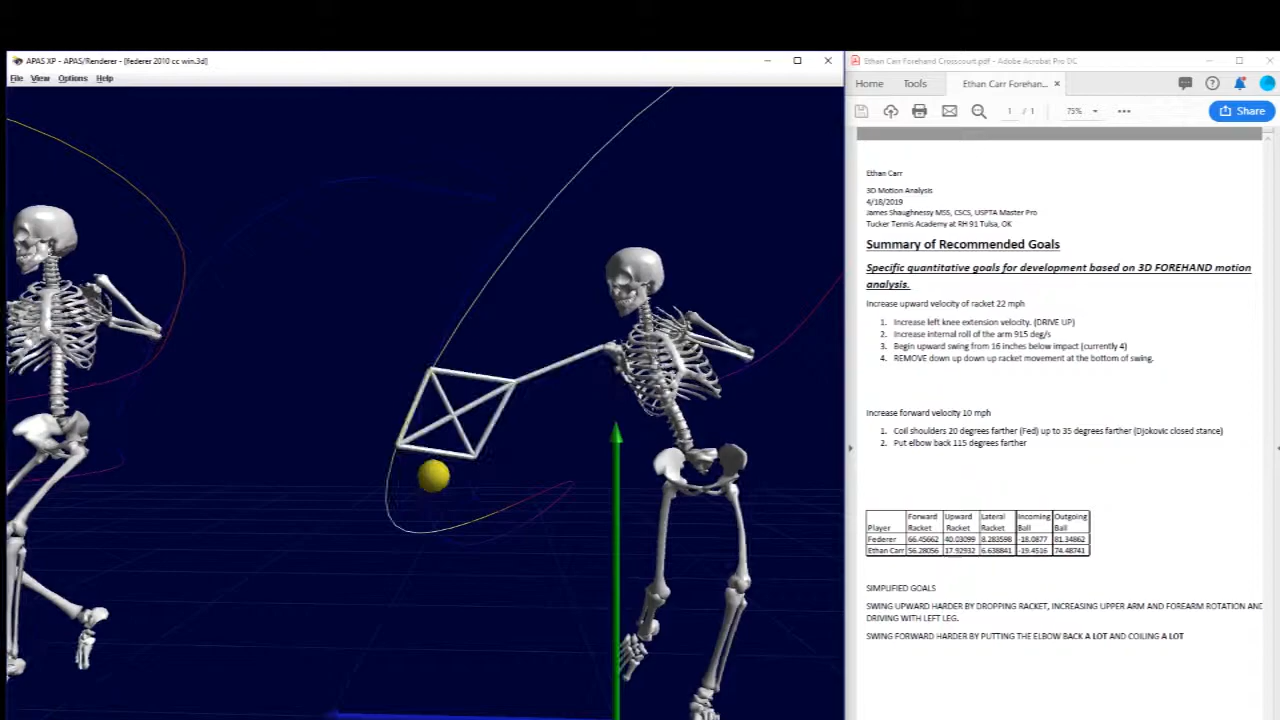 APAS XP - APAS/Renderer - [federer 2010 cc win.3d]
File View Options Help
Ethan Carr Forehand Crosscourt.pdf - Adobe Acrobat Pro DC
Home Tools Ethan Carr Forehan... ×
1 / 1 75% Share
Ethan Carr
3D Motion Analysis
4/18/2019
James Shaughnessy MSS, CSCS, USPTA Master Pro
Tucker Tennis Academy at RH 91 Tulsa, OK
Summary of Recommended Goals
Specific quantitative goals for development based on 3D FOREHAND motion
analysis.
Increase upward velocity of racket 22 mph
1. Increase left knee extension velocity. (DRIVE UP)
2. Increase internal roll of the arm 915 deg/s
3. Begin upward swing from 16 inches below impact (currently 4)
4. REMOVE down up down up racket movement at the bottom of swing.
Increase forward velocity 10 mph
1. Coil shoulders 20 degrees farther (Fed) up to 35 degrees farther (Djokovic closed stance)
2. Put elbow back 115 degrees farther
Forward Upward Lateral Incoming Outgoing
Player Racket Racket Racket Ball Ball
Federer 66.45662 40.03099 8.283598 -18.0877 81.34862
Ethan Carr 56.28056 17.92932 6.638841 -19.4516 74.48741
SIMPLIFIED GOALS
SWING UPWARD HARDER BY DROPPING RACKET, INCREASING UPPER ARM AND FOREARM ROTATION AND
DRIVING WITH LEFT LEG.
SWING FORWARD HARDER BY PUTTING THE ELBOW BACK A LOT AND COILING A LOT